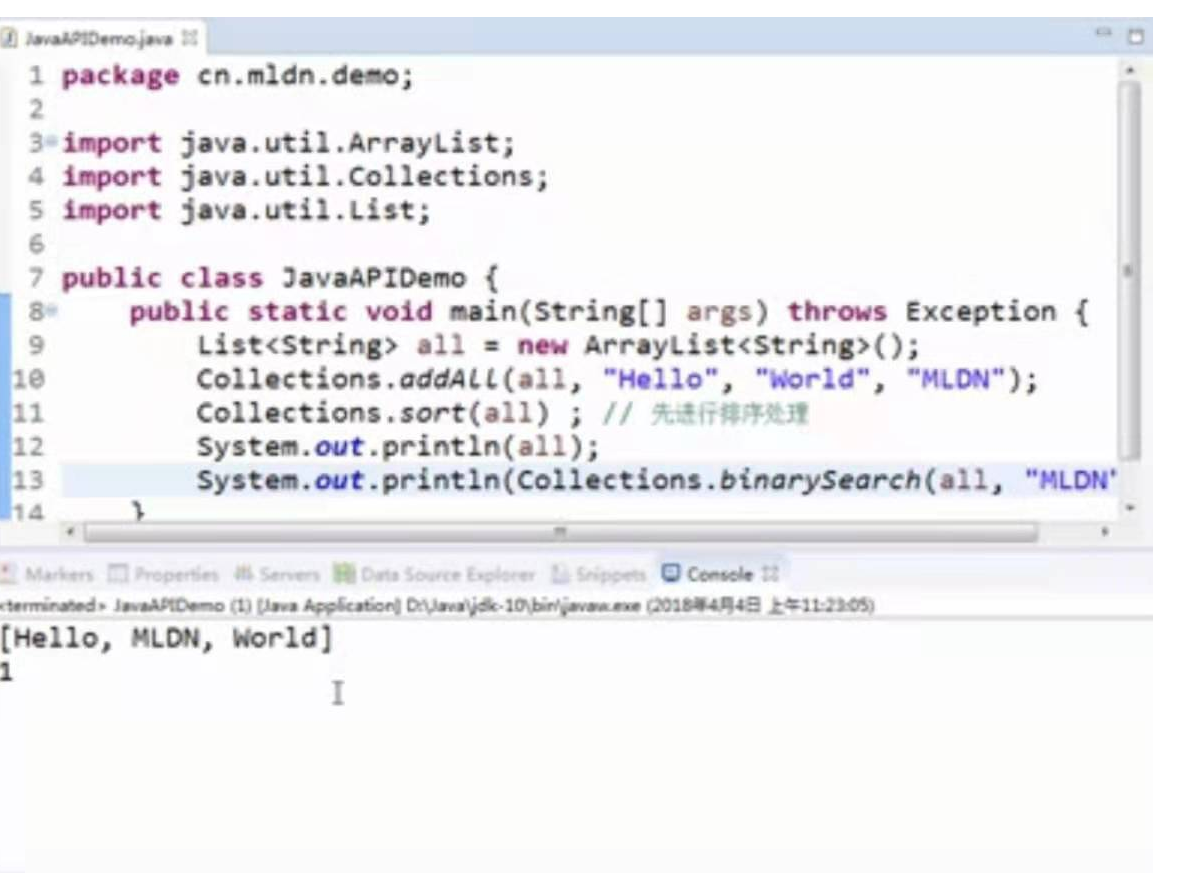 JavaAPIDemo.java
1 package cn.mldn.demo;
2
3 import java.util.ArrayList;
4 import java.util.Collections;
5 import java.util.List;
6
7 public class JavaAPIDemo {
8 public static void main(String[] args) throws Exception {
9 List<String> all = new ArrayList<String>();
10 Collections.addAll(all, "Hello", "World", "MLDN");
11 Collections.sort(all) ; // 先进行排序处理
12 System.out.println(all);
13 System.out.println(Collections.binarySearch(all, "MLDN"
14 }
Markers Properties Servers Data Source Explorer Snippets Console
<terminated> JavaAPIDemo (1) [Java Application] D:\Java\jdk-10\bin\javaw.exe (2018年4月4日 上午11:23:05)
[Hello, MLDN, World]
1